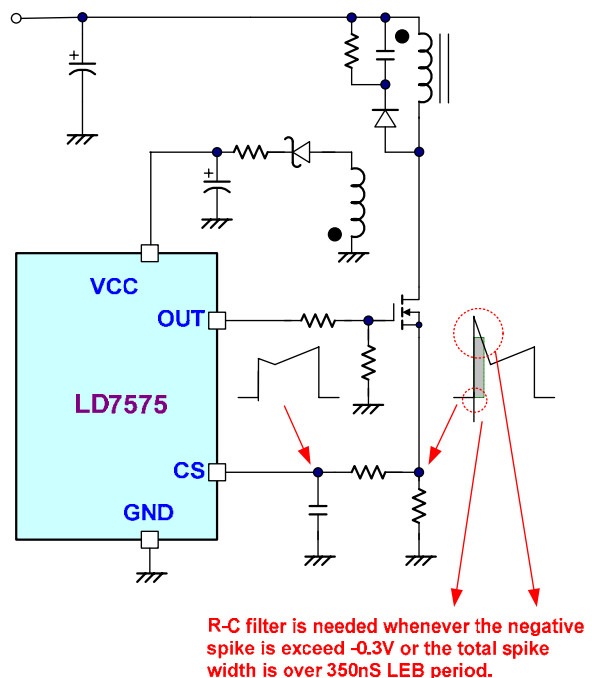 VCC
OUT
LD7575
CS
GND
+
+
R-C filter is needed whenever the negative
spike is exceed -0.3V or the total spike
width is over 350nS LEB period.